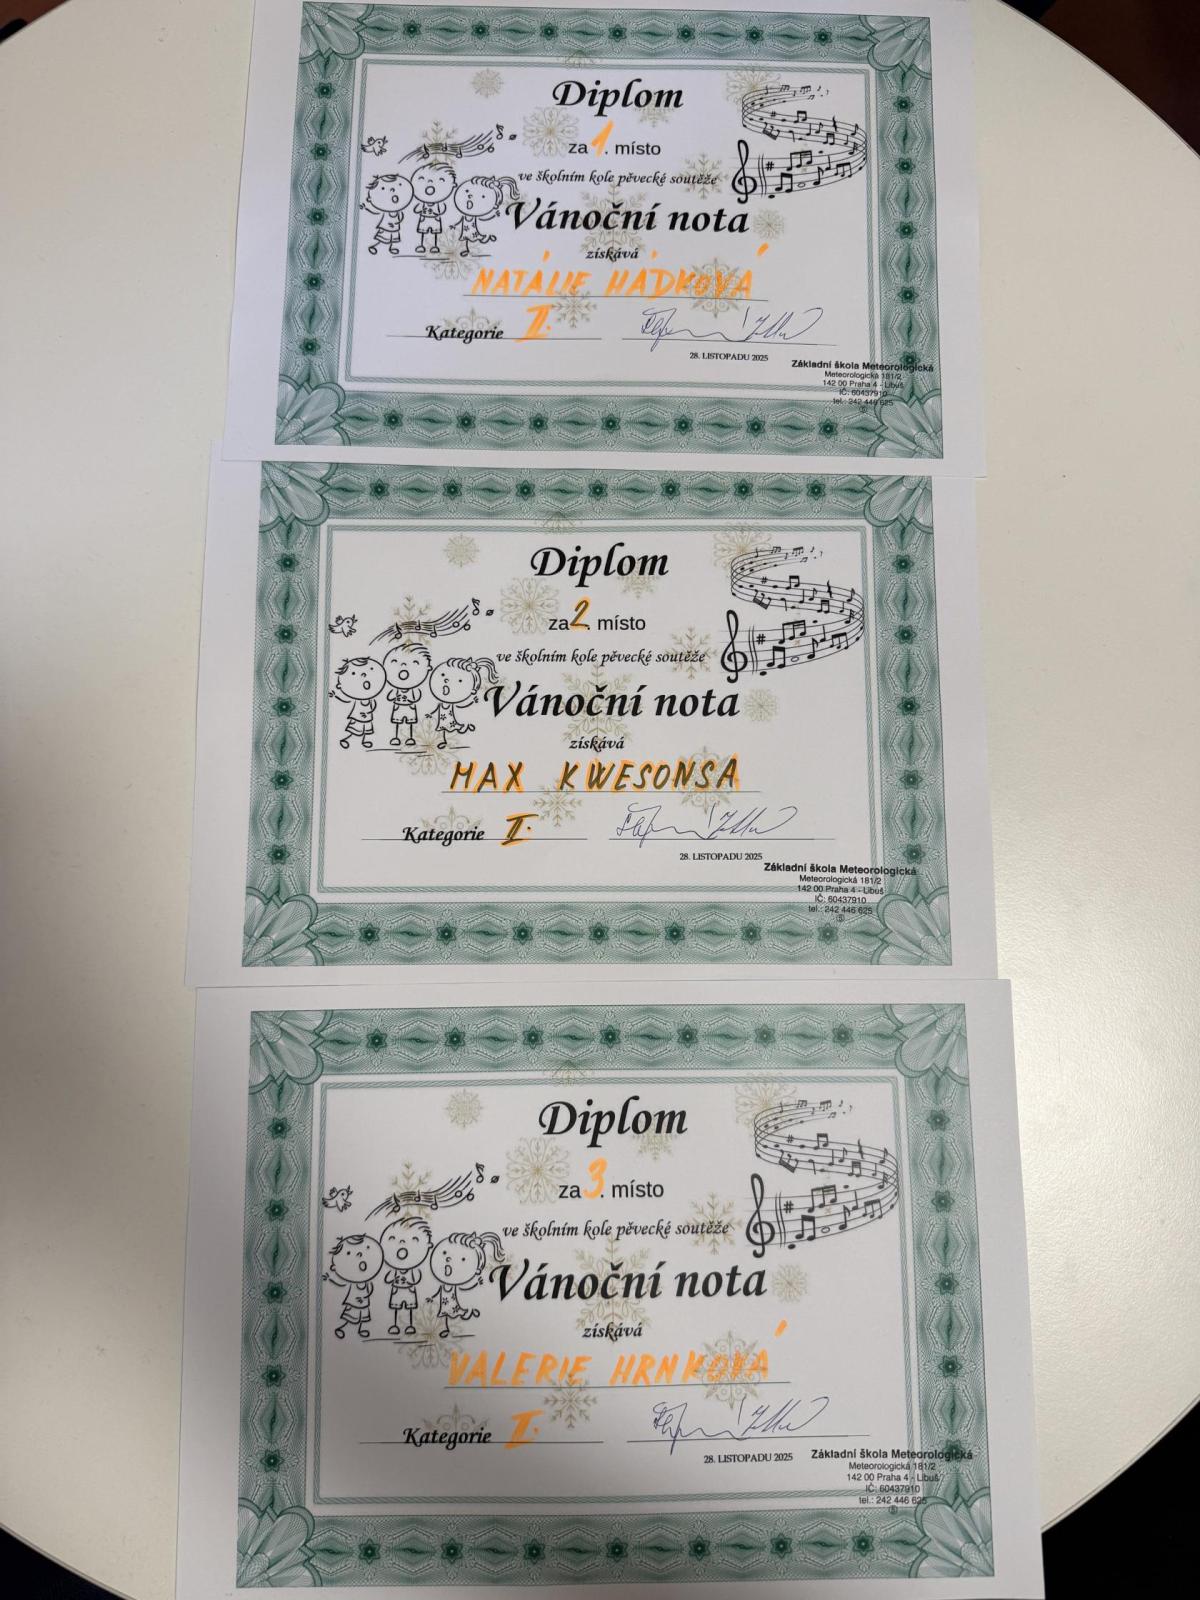 Diplom
za 1. místo
ve školním kole pěvecké soutěže
Vánoční nota
získává
NATÁLIE HÁDKOVÁ
Kategorie II.
28. LISTOPADU 2025
Základní škola Meteorologická
Meteorologická 181/2
142 00 Praha 4 - Libuš
IČ: 60437910
tel.: 242 446 625
⑤
Diplom
za 2. místo
ve školním kole pěvecké soutěže
Vánoční nota
získává
MAX KWESONSA
Kategorie II.
28. LISTOPADU 2025
Základní škola Meteorologická
Meteorologická 181/2
142 00 Praha 4 - Libuš
IČ: 60437910
tel.: 242 446 625
⑤
Diplom
za 3. místo
ve školním kole pěvecké soutěže
Vánoční nota
získává
VALERIE HRNKOVÁ
Kategorie II.
28. LISTOPADU 2025
Základní škola Meteorologická
Meteorologická 181/2
142 00 Praha 4 - Libuš
IČ: 60437910
tel.: 242 446 625
⑤